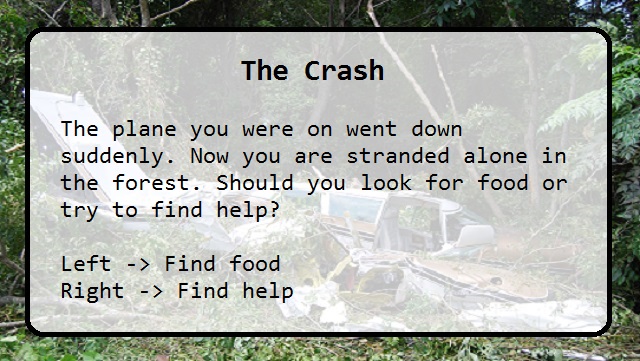 The Crash
The plane you were on went down
suddenly. Now you are stranded alone in
the forest. Should you look for food or
try to find help?
Left -> Find food
Right -> Find help